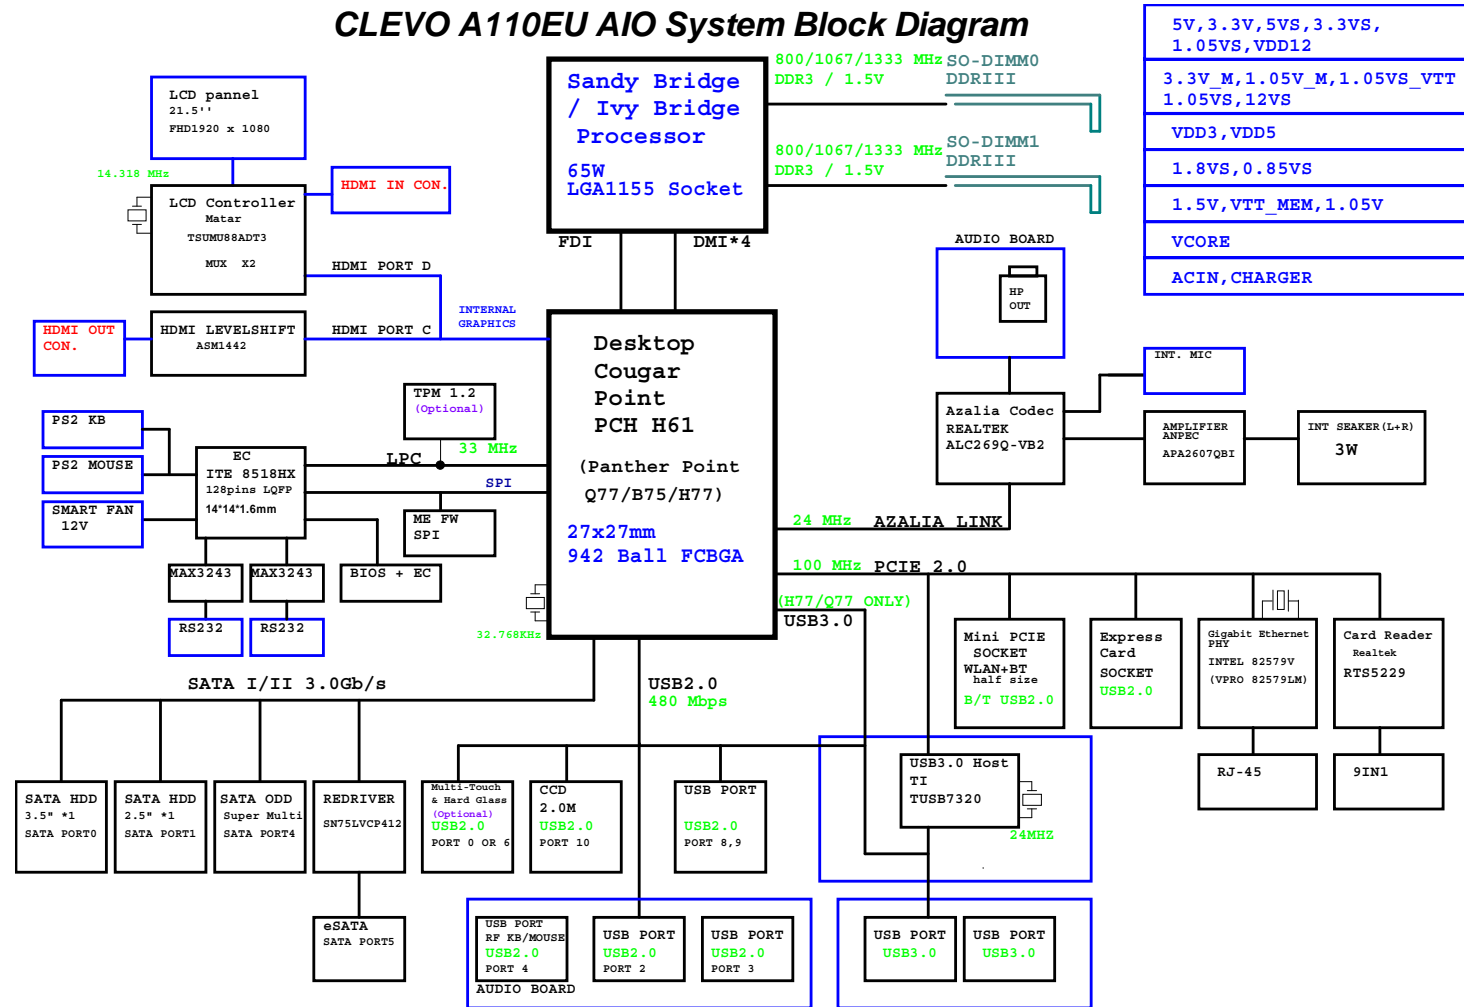 CLEVO A110EU AIO System Block Diagram
5V,3.3V,5VS,3.3VS,
1.05VS,VDD12
3.3V_M,1.05V_M,1.05VS_VTT
1.05VS,12VS
VDD3,VDD5
1.8VS,0.85VS
1.5V,VTT_MEM,1.05V
VCORE
ACIN,CHARGER
LCD pannel
21.5''
FHD1920 x 1080
14.318 MHz
HDMI IN CON.
LCD Controller
Matar
TSUMU88ADT3
MUX X2
HDMI PORT D
HDMI OUT
CON.
HDMI LEVELSHIFT
ASM1442
HDMI PORT C
INTERNAL
GRAPHICS
Sandy Bridge
/ Ivy Bridge
Processor
65W
LGA1155 Socket
800/1067/1333 MHz
DDR3 / 1.5V
SO-DIMM0
DDRIII
800/1067/1333 MHz
DDR3 / 1.5V
SO-DIMM1
DDRIII
FDI
DMI*4
Desktop
Cougar
Point
PCH H61
(Panther Point
Q77/B75/H77)
27x27mm
942 Ball FCBGA
32.768KHz
TPM 1.2
(Optional)
33 MHz
LPC
SPI
ME FW
SPI
PS2 KB
PS2 MOUSE
SMART FAN
12V
EC
ITE 8518HX
128pins LQFP
14*14*1.6mm
MAX3243
MAX3243
BIOS + EC
RS232
RS232
AUDIO BOARD
HP
OUT
INT. MIC
Azalia Codec
REALTEK
ALC269Q-VB2
AMPLIFIER
ANPEC
APA2607QBI
INT SEAKER(L+R)
3W
24 MHz
AZALIA LINK
100 MHz
PCIE 2.0
(H77/Q77 ONLY)
USB3.0
Mini PCIE
SOCKET
WLAN+BT
half size
B/T USB2.0
Express
Card
SOCKET
USB2.0
Gigabit Ethernet
PHY
INTEL 82579V
(VPRO 82579LM)
Card Reader
Realtek
RTS5229
RJ-45
9IN1
SATA I/II 3.0Gb/s
USB2.0
480 Mbps
SATA HDD
3.5" *1
SATA PORT0
SATA HDD
2.5" *1
SATA PORT1
SATA ODD
Super Multi
SATA PORT4
REDRIVER
SN75LVCP412
eSATA
SATA PORT5
Multi-Touch
& Hard Glass
(Optional)
USB2.0
PORT 0 OR 6
CCD
2.0M
USB2.0
PORT 10
USB PORT
USB2.0
PORT 8,9
USB3.0 Host
TI
TUSB7320
24MHZ
USB PORT
RF KB/MOUSE
USB2.0
PORT 4
AUDIO BOARD
USB PORT
USB2.0
PORT 2
USB PORT
USB2.0
PORT 3
USB PORT
USB3.0
USB PORT
USB3.0